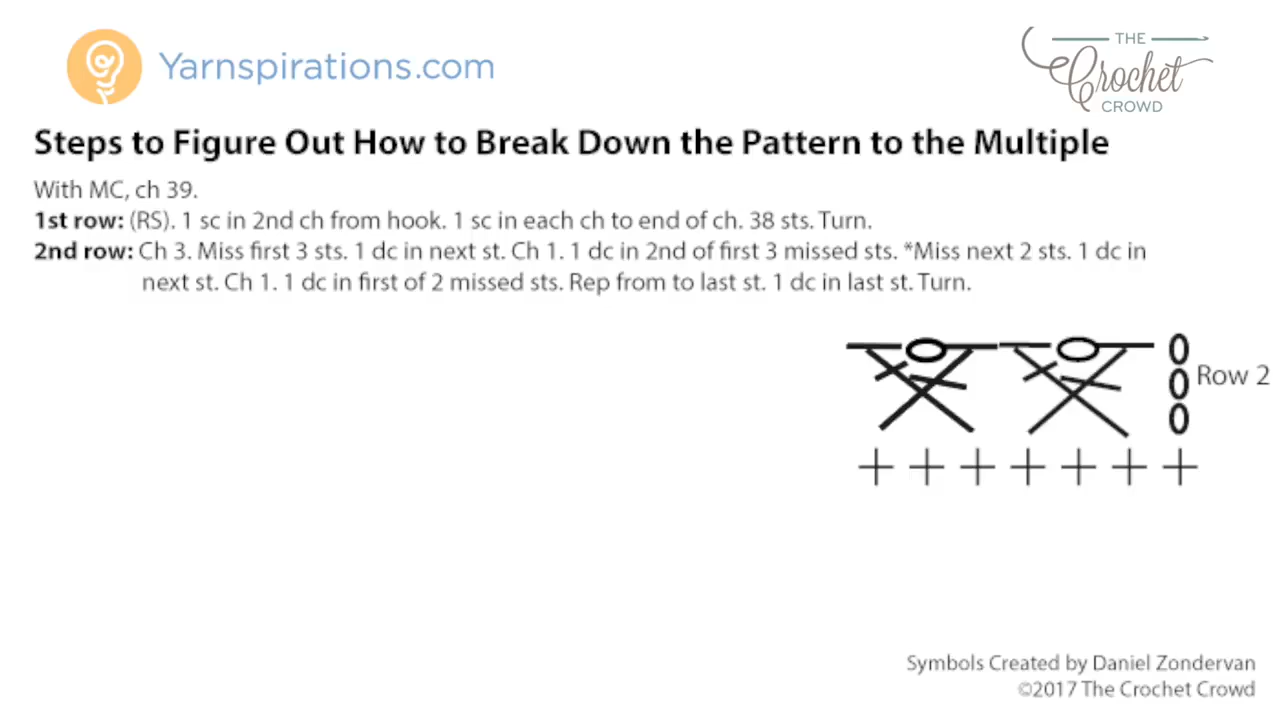 Yarnspirations.com
THE
Crochet
CROWD
Steps to Figure Out How to Break Down the Pattern to the Multiple
With MC, ch 39.
1st row: (RS). 1 sc in 2nd ch from hook. 1 sc in each ch to end of ch. 38 sts. Turn.
2nd row: Ch 3. Miss first 3 sts. 1 dc in next st. Ch 1. 1 dc in 2nd of first 3 missed sts. *Miss next 2 sts. 1 dc in
next st. Ch 1. 1 dc in first of 2 missed sts. Rep from to last st. 1 dc in last st. Turn.
Row 2
Symbols Created by Daniel Zondervan
©2017 The Crochet Crowd